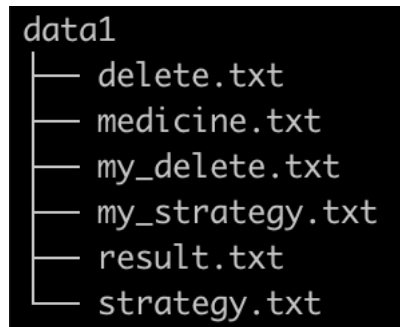 data1
├── delete.txt
├── medicine.txt
├── my_delete.txt
├── my_strategy.txt
├── result.txt
└── strategy.txt